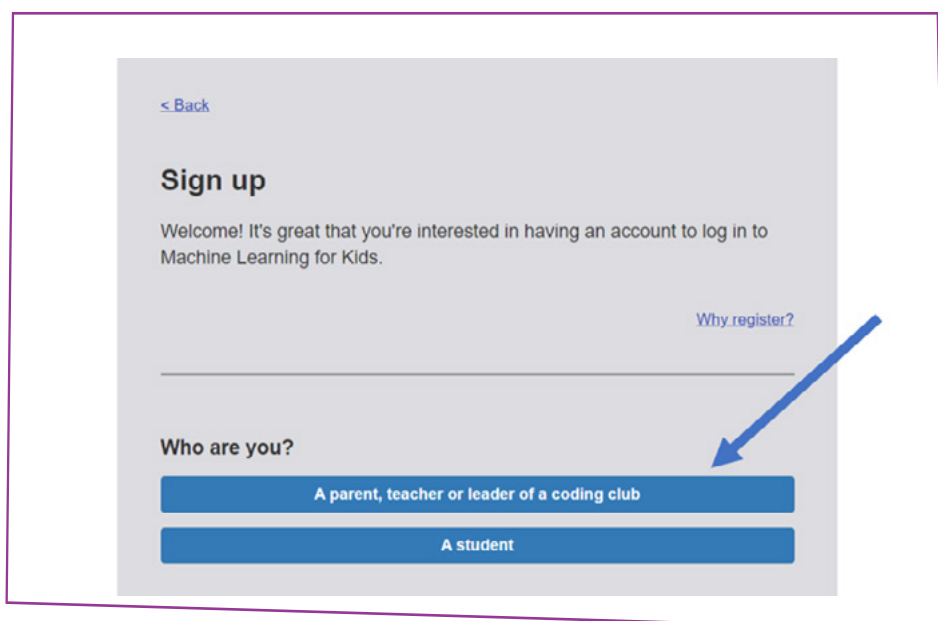 < Back
Sign up
Welcome! It's great that you're interested in having an account to log in to
Machine Learning for Kids.
Why register?
Who are you?
A parent, teacher or leader of a coding club
A student